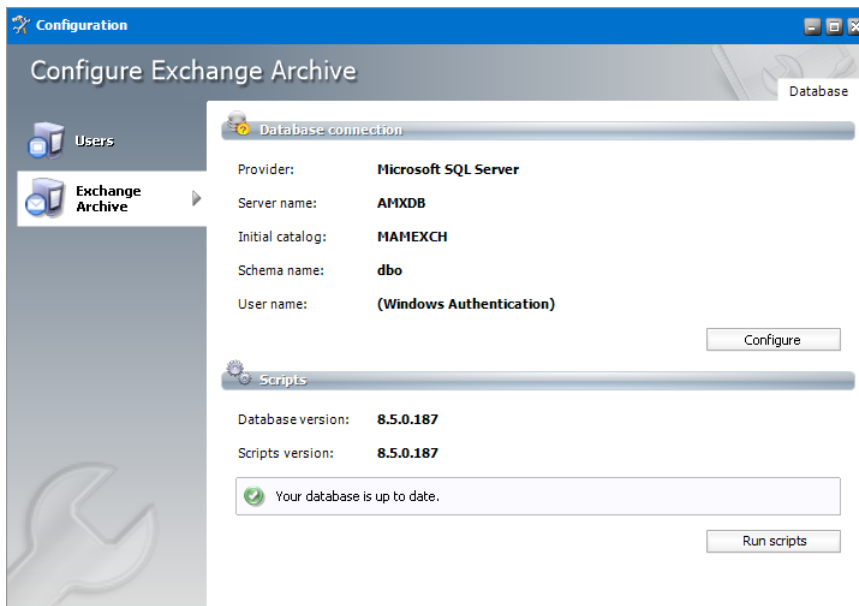 Configuration
Configure Exchange Archive
Database
Users
Exchange
Archive
Database connection
Provider: Microsoft SQL Server
Server name: AMXDB
Initial catalog: MAMEXCH
Schema name: dbo
User name: (Windows Authentication)
Configure
Scripts
Database version: 8.5.0.187
Scripts version: 8.5.0.187
Your database is up to date.
Run scripts